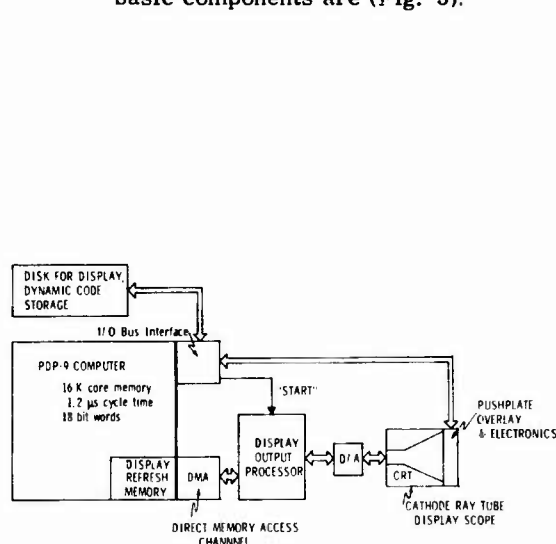 basic components are (Fig. 3):
DISK FOR DISPLAY,
DYNAMIC CODE
STORAGE
I/O Bus Interface
PDP-9 COMPUTER
16 K core memory
1.2 μs cycle time
18 bit words
"START"
PUSHPLATE
OVERLAY
& ELECTRONICS
DISPLAY
OUTPUT
PROCESSOR
D/A
CRT
DISPLAY
REFRESH
MEMORY
DMA
CATHODE RAY TUBE
DISPLAY SCOPE
DIRECT MEMORY ACCESS
CHANNNEL